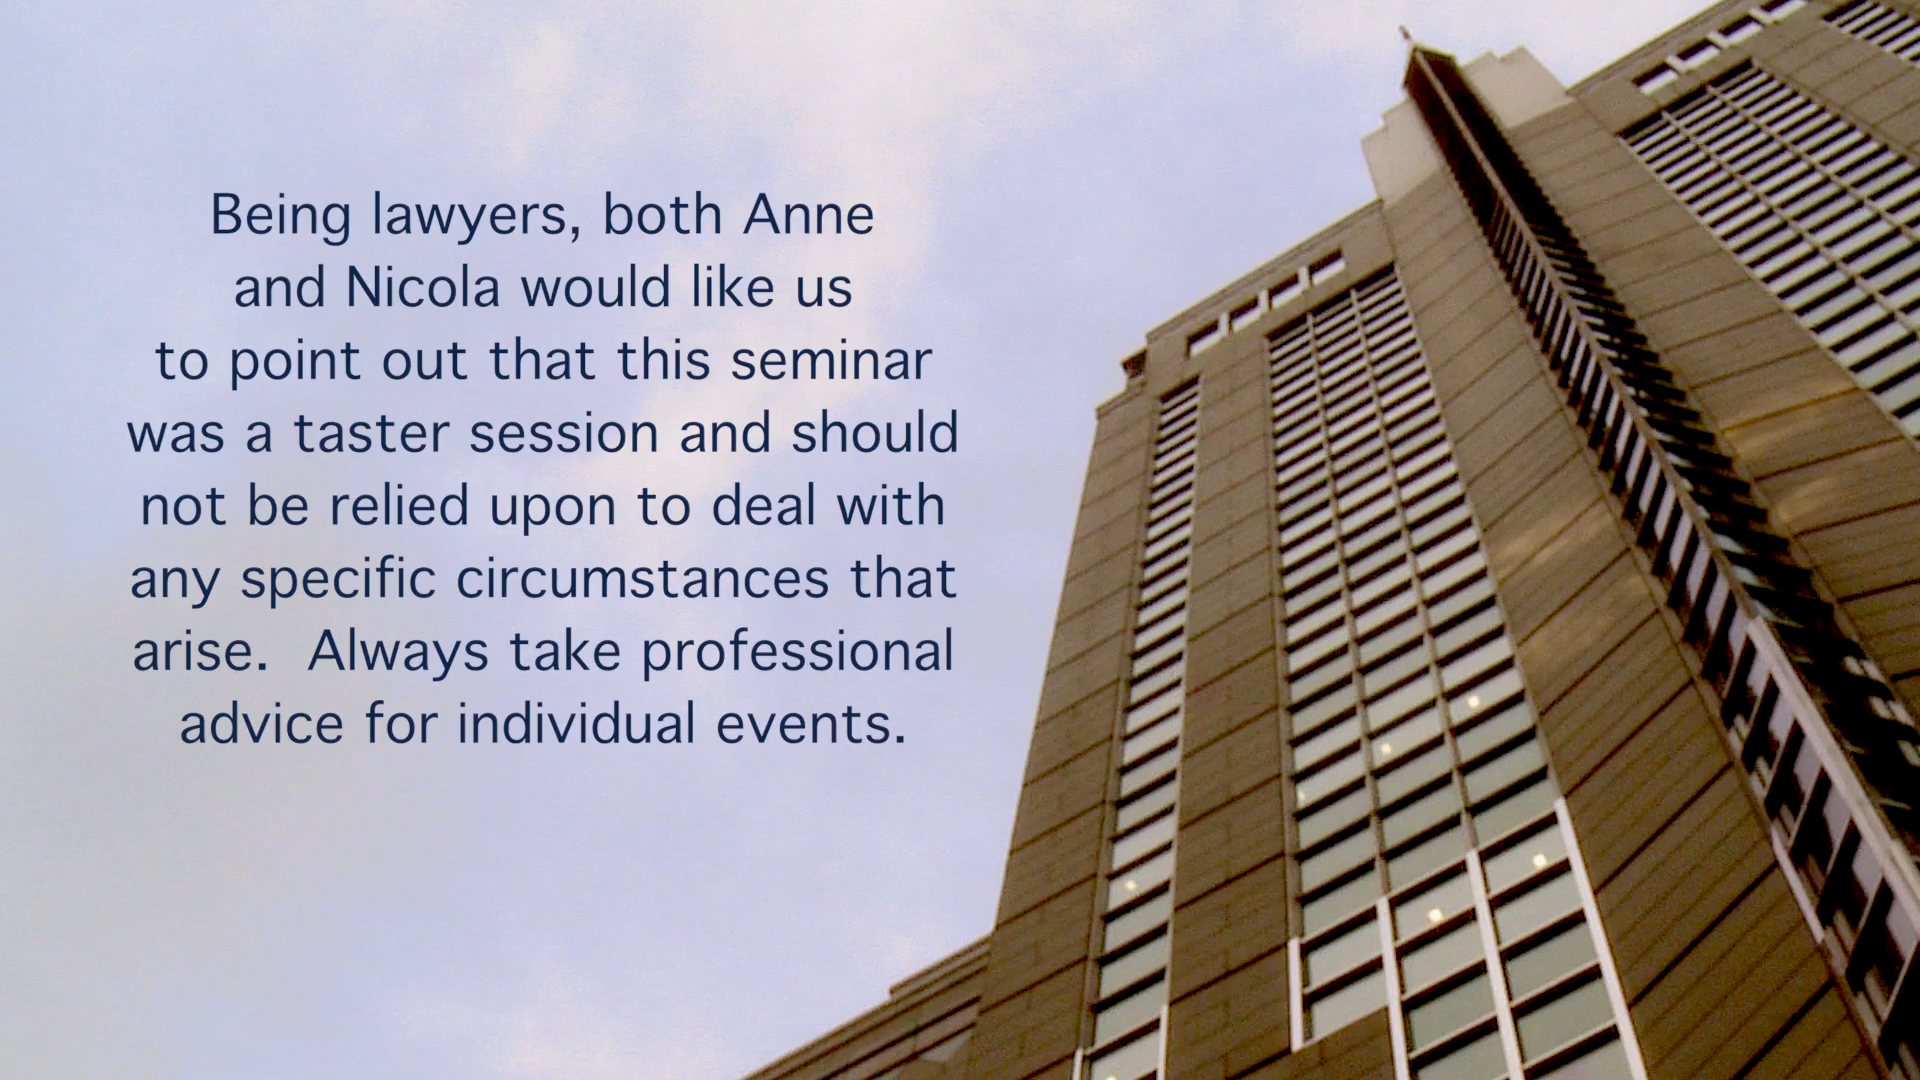 Being lawyers, both Anne
and Nicola would like us
to point out that this seminar
was a taster session and should
not be relied upon to deal with
any specific circumstances that
arise.  Always take professional
advice for individual events.